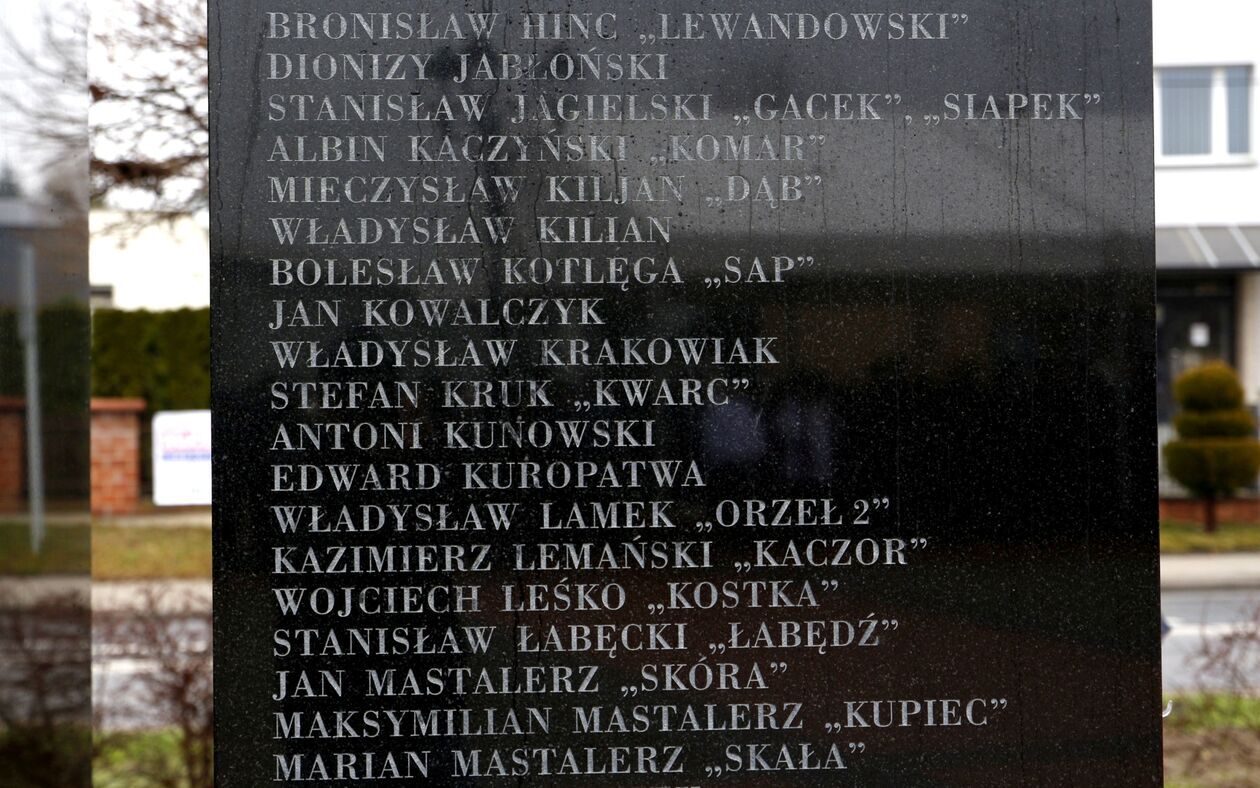 BRONISŁAW HINC „LEWANDOWSKI”
DIONIZY JABŁOŃSKI
STANISŁAW JAGIELSKI „GACEK”, „SIAPEK”
ALBIN KACZYŃSKI „KOMAR”
MIECZYSŁAW KILJAN „DĄB”
WŁADYSŁAW KILIAN
BOLESŁAW KOTLĘGA „SAP”
JAN KOWALCZYK
WŁADYSŁAW KRAKOWIAK
STEFAN KRUK „KWARC”
ANTONI KUNOWSKI
EDWARD KUROPATWA
WŁADYSŁAW LAMEK „ORZEŁ 2”
KAZIMIERZ LEMAŃSKI „KACZOR”
WOJCIECH LEŚKO „KOSTKA”
STANISŁAW ŁABĘCKI „ŁABĘDŹ”
JAN MASTALERZ „SKÓRA”
MAKSYMILIAN MASTALERZ „KUPIEC”
MARIAN MASTALERZ „SKAŁA”